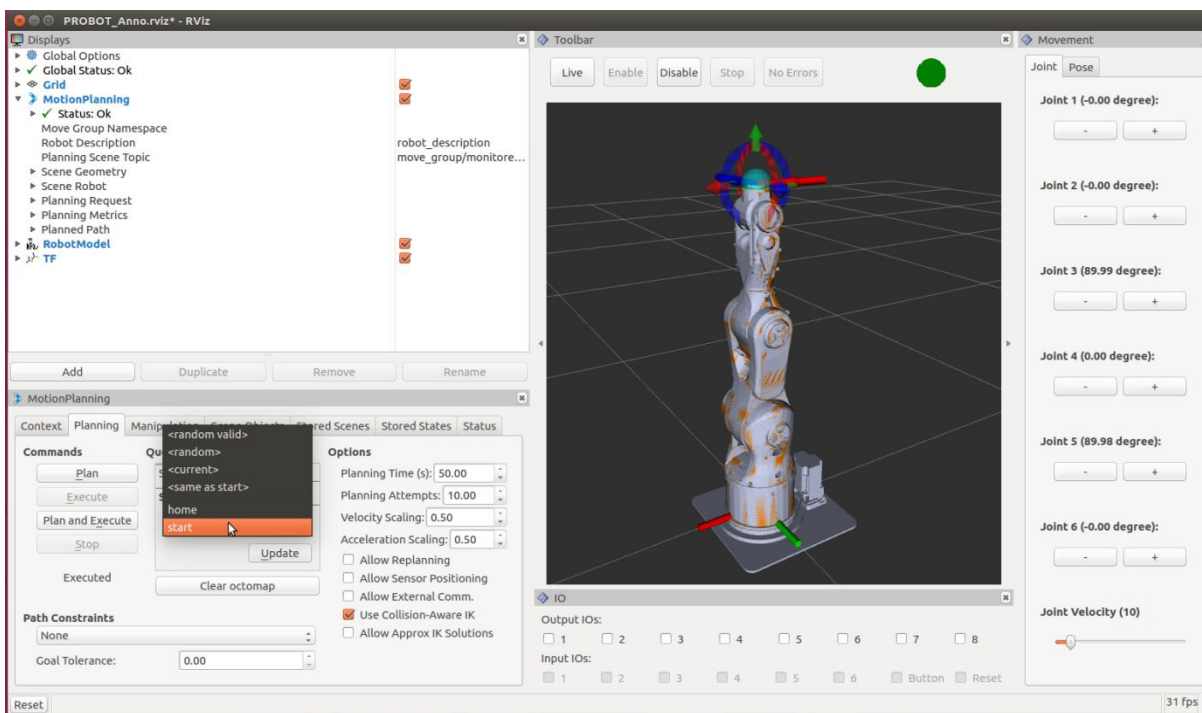 PROBOT_Anno.rviz* - RViz
Displays
Global Options
Global Status: Ok
Grid
MotionPlanning
Status: Ok
Move Group Namespace
Robot Description robot_description
Planning Scene Topic move_group/monitore...
Scene Geometry
Scene Robot
Planning Request
Planning Metrics
Planned Path
RobotModel
TF
Add Duplicate Remove Rename
MotionPlanning
Context Planning Scenes Stored States Status
Commands
Plan
Execute
Plan and Execute
Stop
Executed
<random valid>
<random>
<current>
<same as start>
home
start
Update
Clear octomap
Options
Planning Time (s): 50.00
Planning Attempts: 10.00
Velocity Scaling: 0.50
Acceleration Scaling: 0.50
Allow Replanning
Allow Sensor Positioning
Allow External Comm.
Use Collision-Aware IK
Allow Approx IK Solutions
Path Constraints
None
Goal Tolerance: 0.00
Reset
Toolbar
Live Enable Disable Stop No Errors
IO
Output IOs:
1 2 3 4 5 6 7 8
Input IOs:
1 2 3 4 5 6 Button Reset
Movement
Joint Pose
Joint 1 (-0.00 degree):
- +
Joint 2 (-0.00 degree):
- +
Joint 3 (89.99 degree):
- +
Joint 4 (0.00 degree):
- +
Joint 5 (89.98 degree):
- +
Joint 6 (-0.00 degree):
- +
Joint Velocity (10)
31 fps